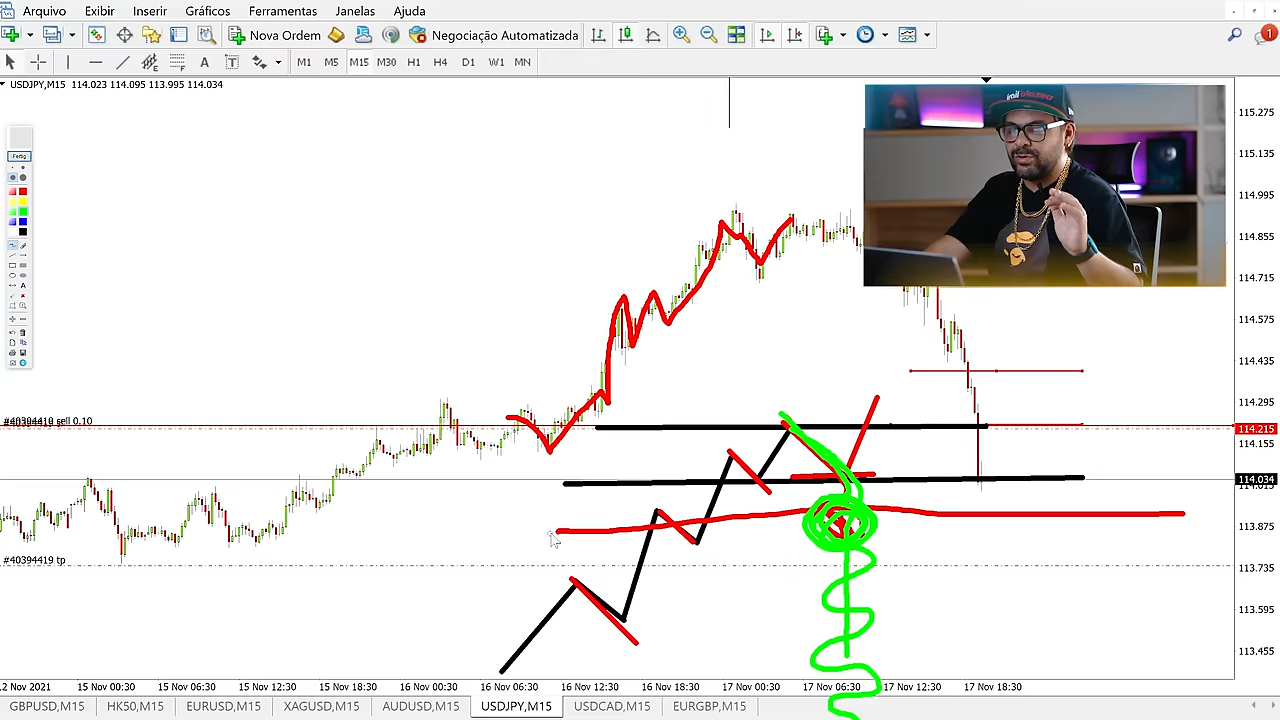 Arquivo Exibir Inserir Gráficos Ferramentas Janelas Ajuda
Nova Ordem Negociação Automatizada 1
A T M1 M5 M15 M30 H1 H4 D1 W1 MN
USDJPY,M15 114.023 114.095 113.995 114.034
Fertig
A
115.275
115.135
114.995
114.855
114.715
114.575
114.435
114.295
#40394419 sell 0.10
114.215
114.155
114.034
113.875
#40394419 tp
113.735
113.595
113.455
15 Nov 00:30 15 Nov 06:30 15 Nov 12:30 15 Nov 18:30 16 Nov 00:30 16 Nov 06:30 16 Nov 12:30 16 Nov 18:30 17 Nov 00:30 17 Nov 06:30 17 Nov 12:30 17 Nov 18:30
GBPUSD,M15 EURUSD,M15 XAGUSD,M15 AUDUSD,M15 USDJPY,M15 USDCAD,M15 EURGBP,M15